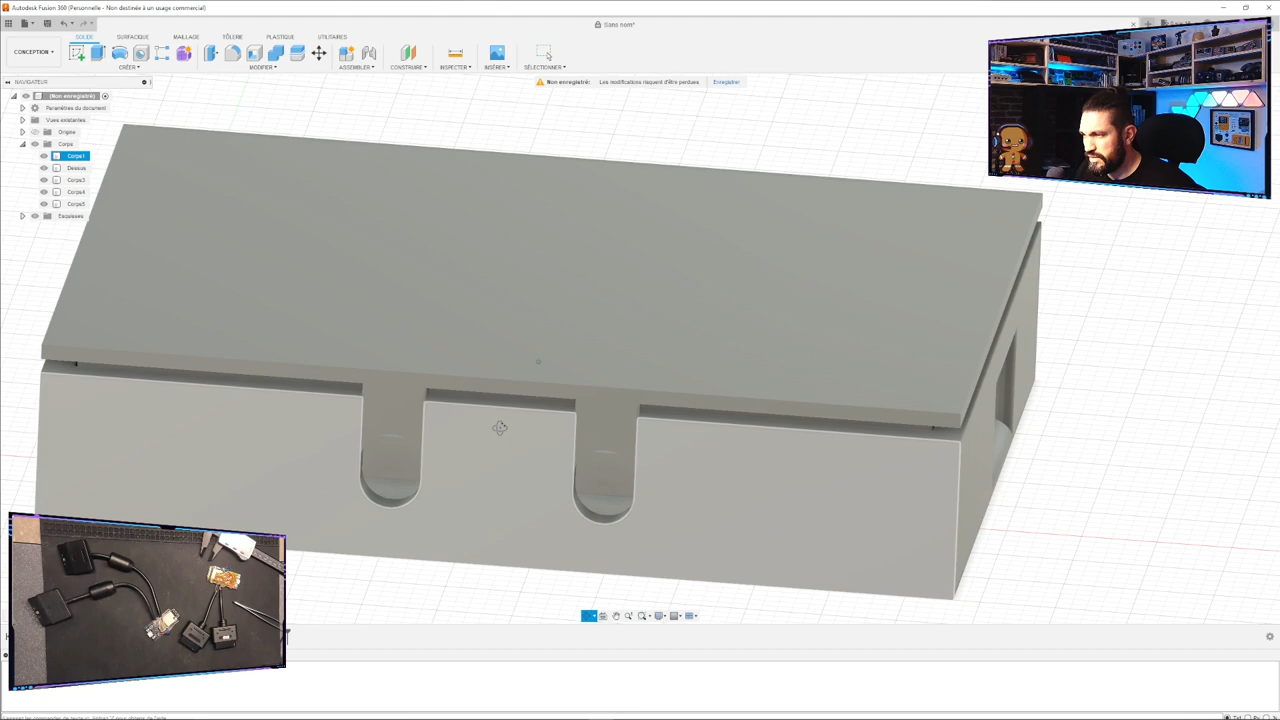 Autodesk Fusion 360 (Personnelle - Non destinée à un usage commercial)
Sans nom*
SOLIDE SURFACIQUE MAILLAGE TÔLERIE PLASTIQUE UTILITAIRES
CONCEPTION
CRÉER MODIFIER ASSEMBLER CONSTRUIRE INSPECTER INSÉRER SÉLECTIONNER
NAVIGATEUR
Non enregistré: Les modifications risquent d'être perdues Enregistrer
(Non enregistré)
Paramètres du document
Vues existantes
Origine
Corps
Corps1
Dessus
Corps3
Corps4
Corps5
Esquisses